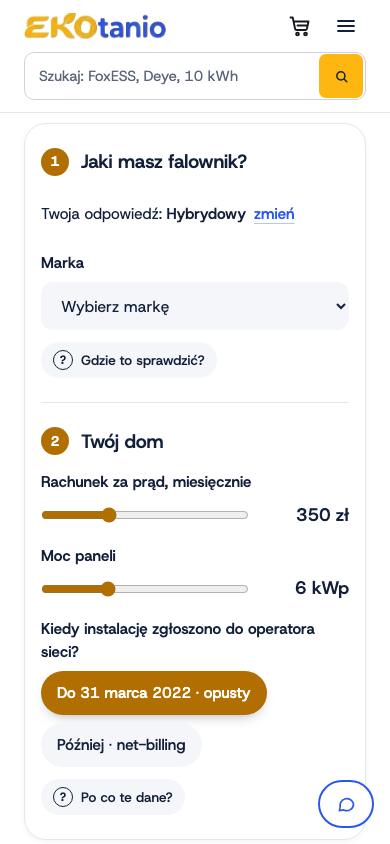 EKOtanio
Szukaj: FoxESS, Deye, 10 kWh
1 Jaki masz falownik?
Twoja odpowiedź: Hybrydowy zmień
Marka
Wybierz markę
? Gdzie to sprawdzić?
2 Twój dom
Rachunek za prąd, miesięcznie
350 zł
Moc paneli
6 kWp
Kiedy instalację zgłoszono do operatora
sieci?
Do 31 marca 2022 · opusty
Później · net-billing
? Po co te dane?